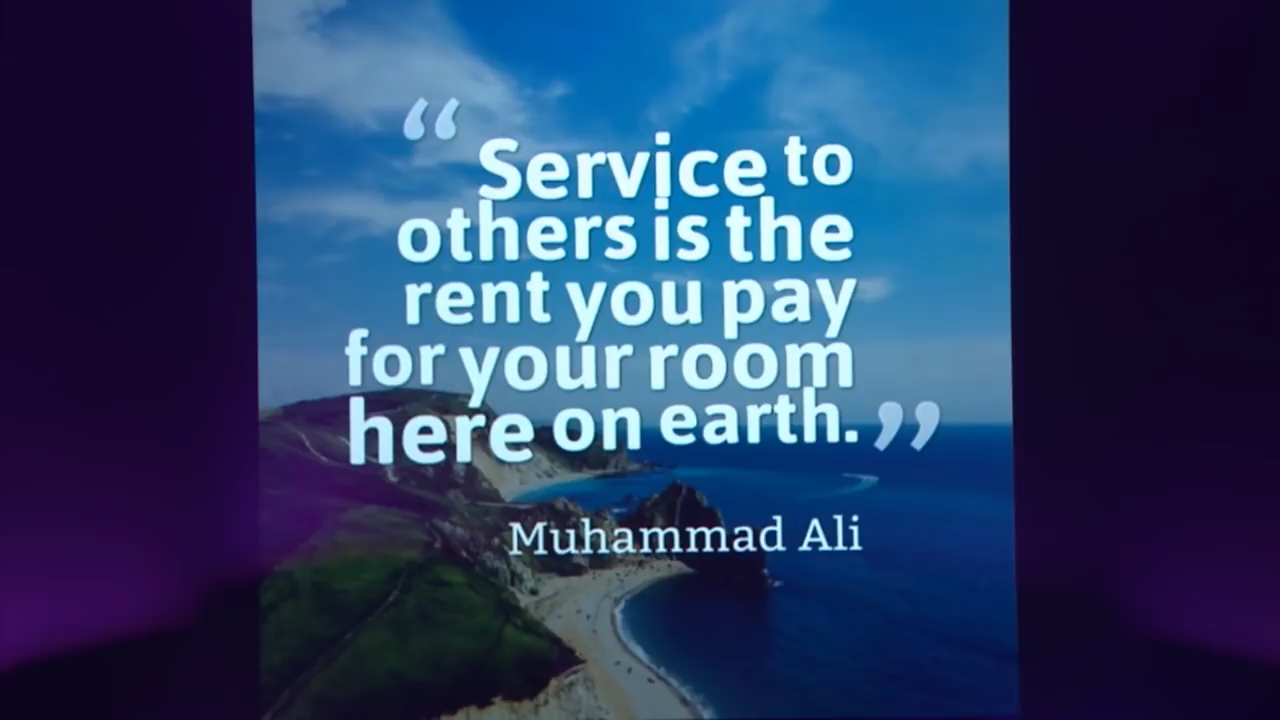 “Service to
others is the
rent you pay
for your room
here on earth.”
Muhammad Ali